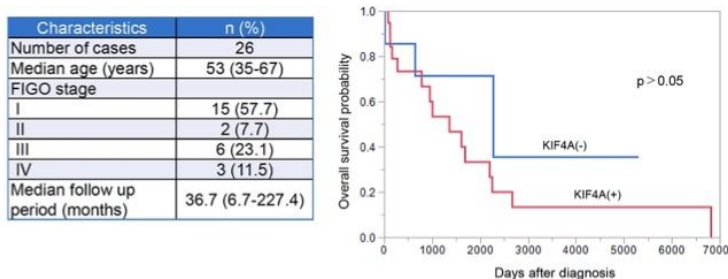 Characteristics n (%)
Number of cases 26
Median age (years) 53 (35-67)
FIGO stage
I 15 (57.7)
II 2 (7.7)
III 6 (23.1)
IV 3 (11.5)
Median follow up
period (months) 36.7 (6.7-227.4)
Overall survival probability
1.0
0.8
0.6
0.4
0.2
0.0
p>0.05
KIF4A(-)
KIF4A(+)
0 1000 2000 3000 4000 5000 6000 7000
Days after diagnosis